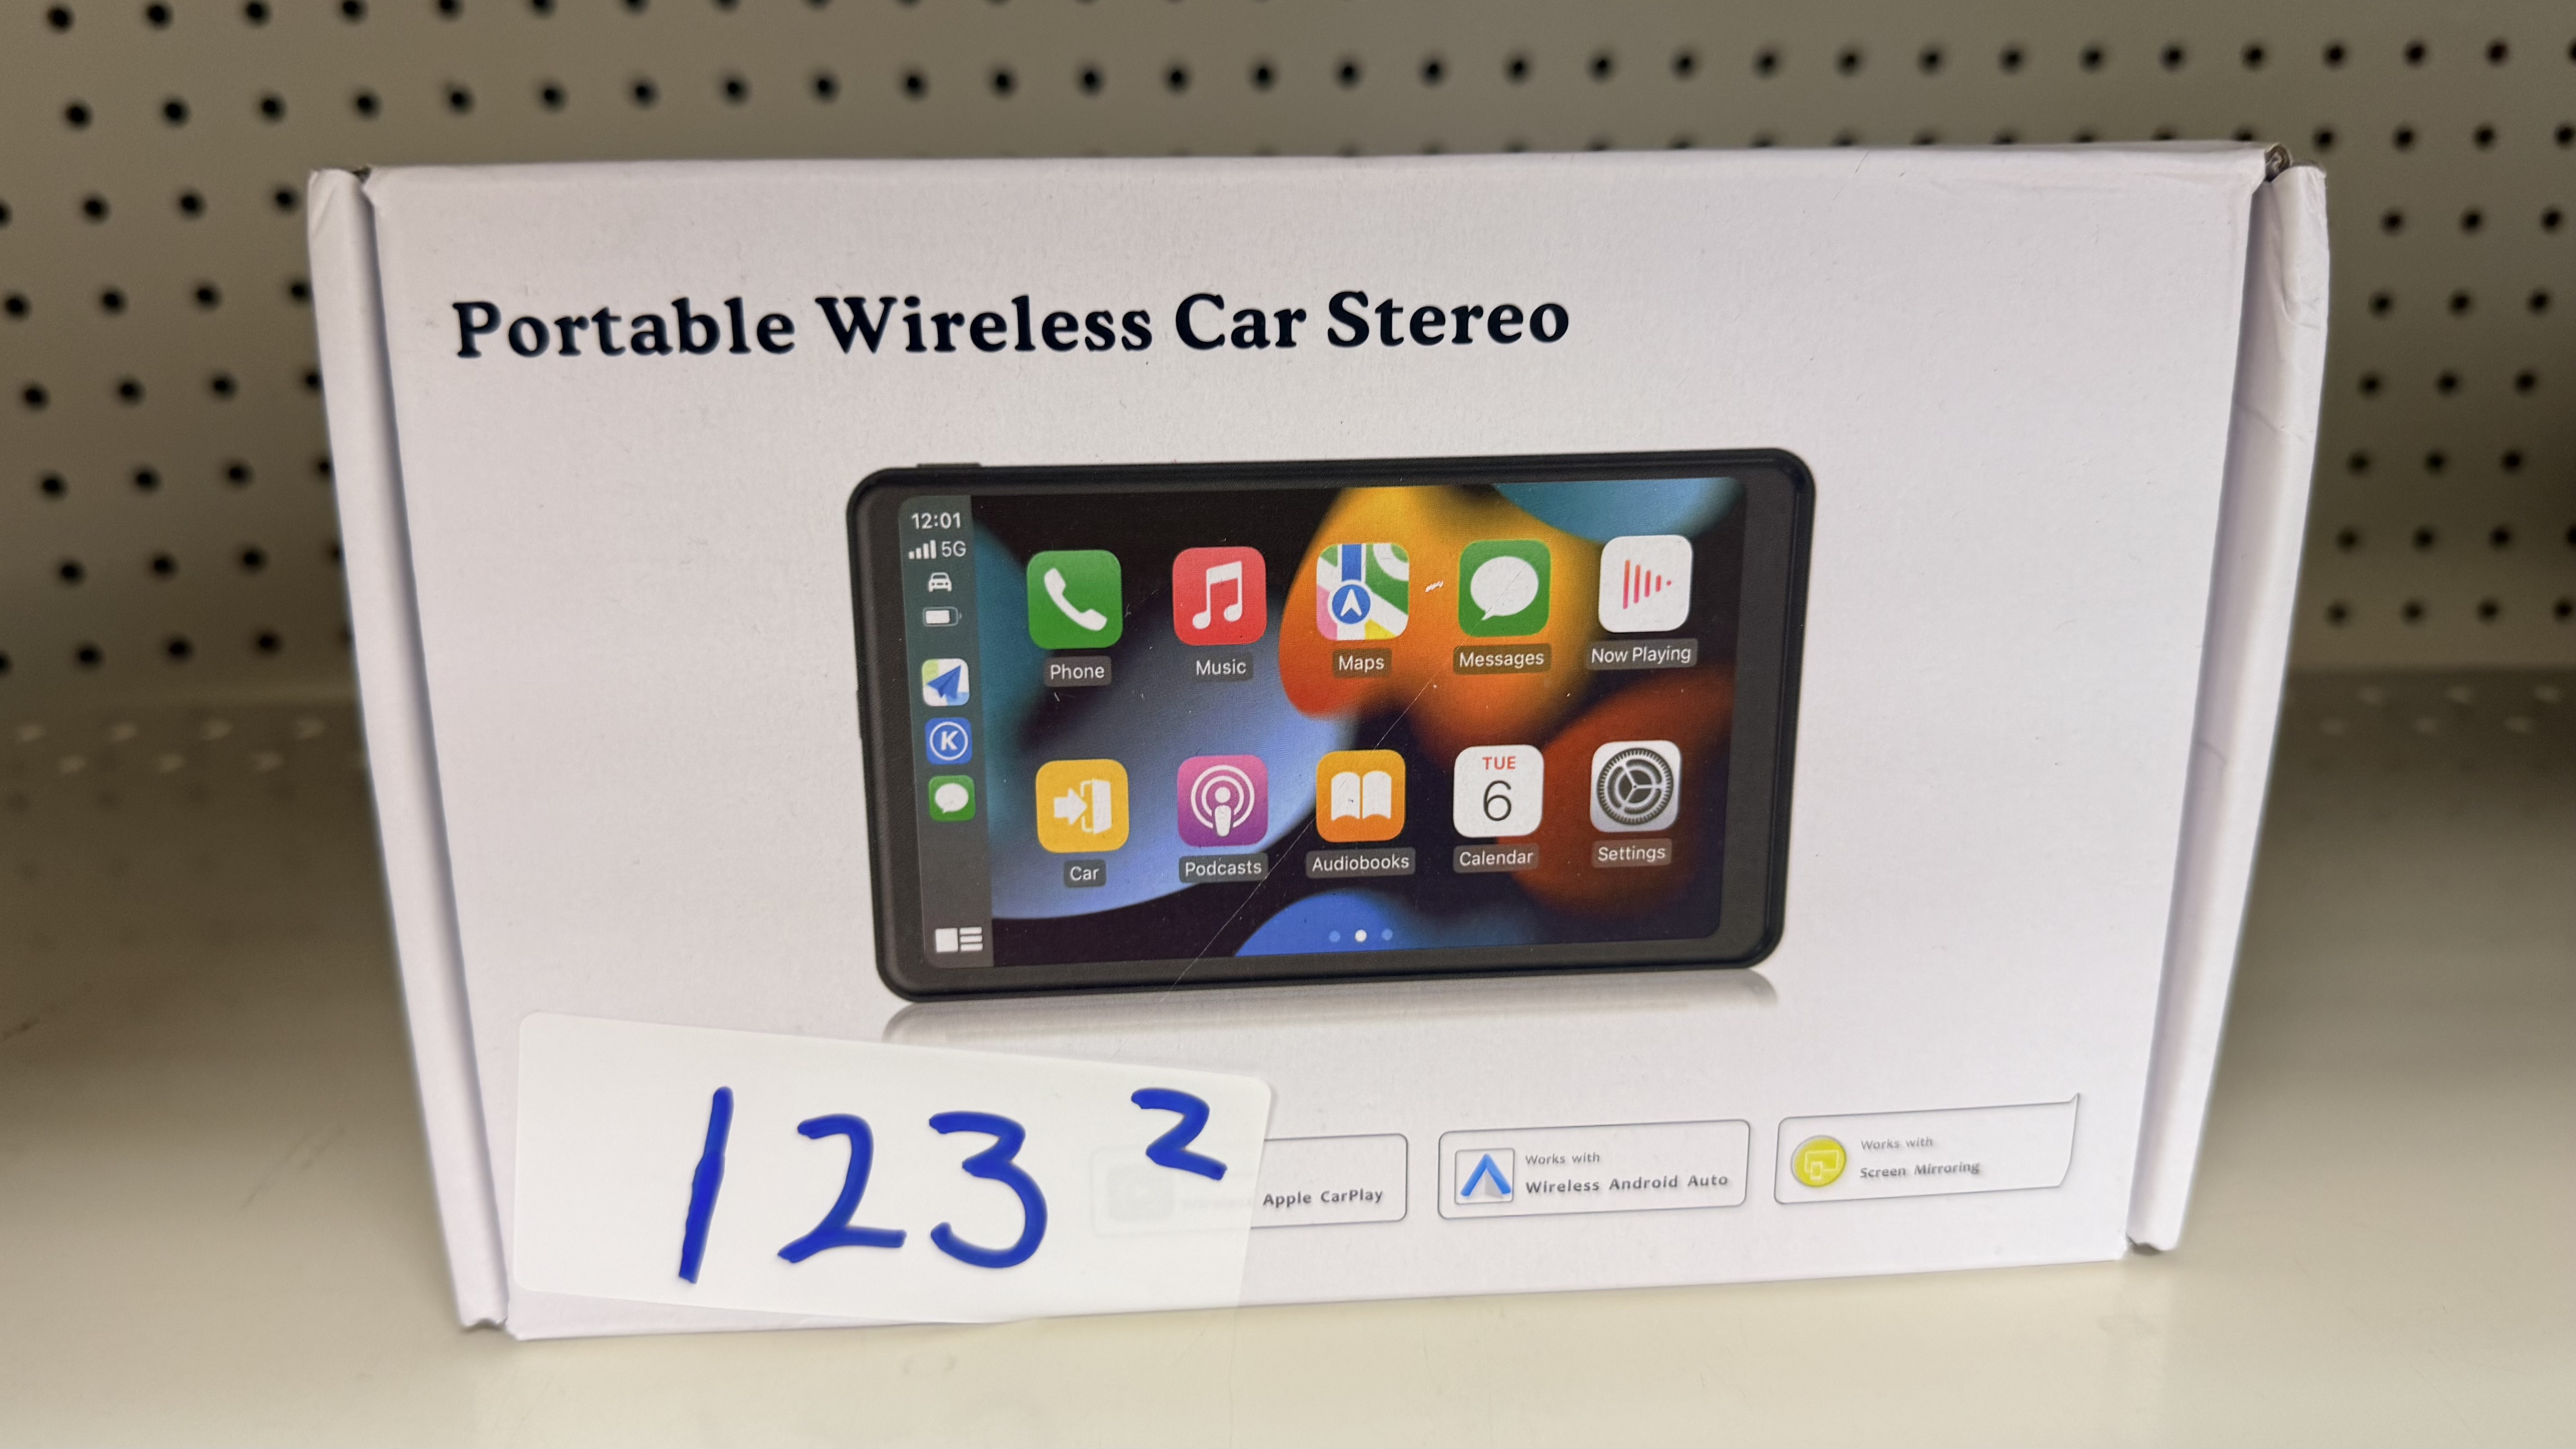 Portable Wireless Car Stereo
12:01
5G
K
Phone Music Maps Messages Now Playing
TUE
6
Car Podcasts Audiobooks Calendar Settings
123 2
Apple CarPlay
Works with
Wireless Android Auto
Works with
Screen Mirroring